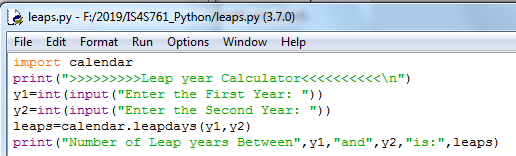 leaps.py - F:/2019/IS4S761_Python/leaps.py (3.7.0)
File Edit Format Run Options Window Help
import calendar
print(">>>>>>>>>Leap year Calculator<<<<<<<<<<\n")
y1=int(input("Enter the First Year: "))
y2=int(input("Enter the Second Year: "))
leaps=calendar.leapdays(y1,y2)
print("Number of Leap years Between",y1,"and",y2,"is:",leaps)